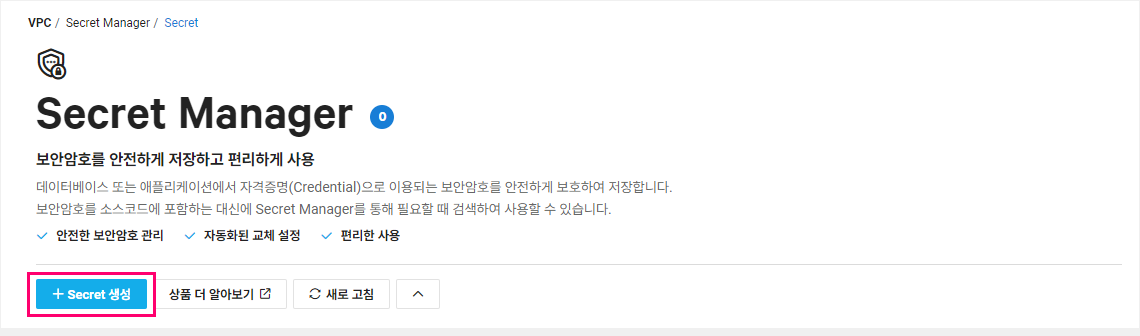 VPC / Secret Manager / Secret
Secret Manager 0
보안암호를 안전하게 저장하고 편리하게 사용
데이터베이스 또는 애플리케이션에서 자격증명(Credential)으로 이용되는 보안암호를 안전하게 보호하여 저장합니다.
보안암호를 소스코드에 포함하는 대신에 Secret Manager를 통해 필요할 때 검색하여 사용할 수 있습니다.
안전한 보안암호 관리 자동화된 교체 설정 편리한 사용
+ Secret 생성 상품 더 알아보기 새로 고침